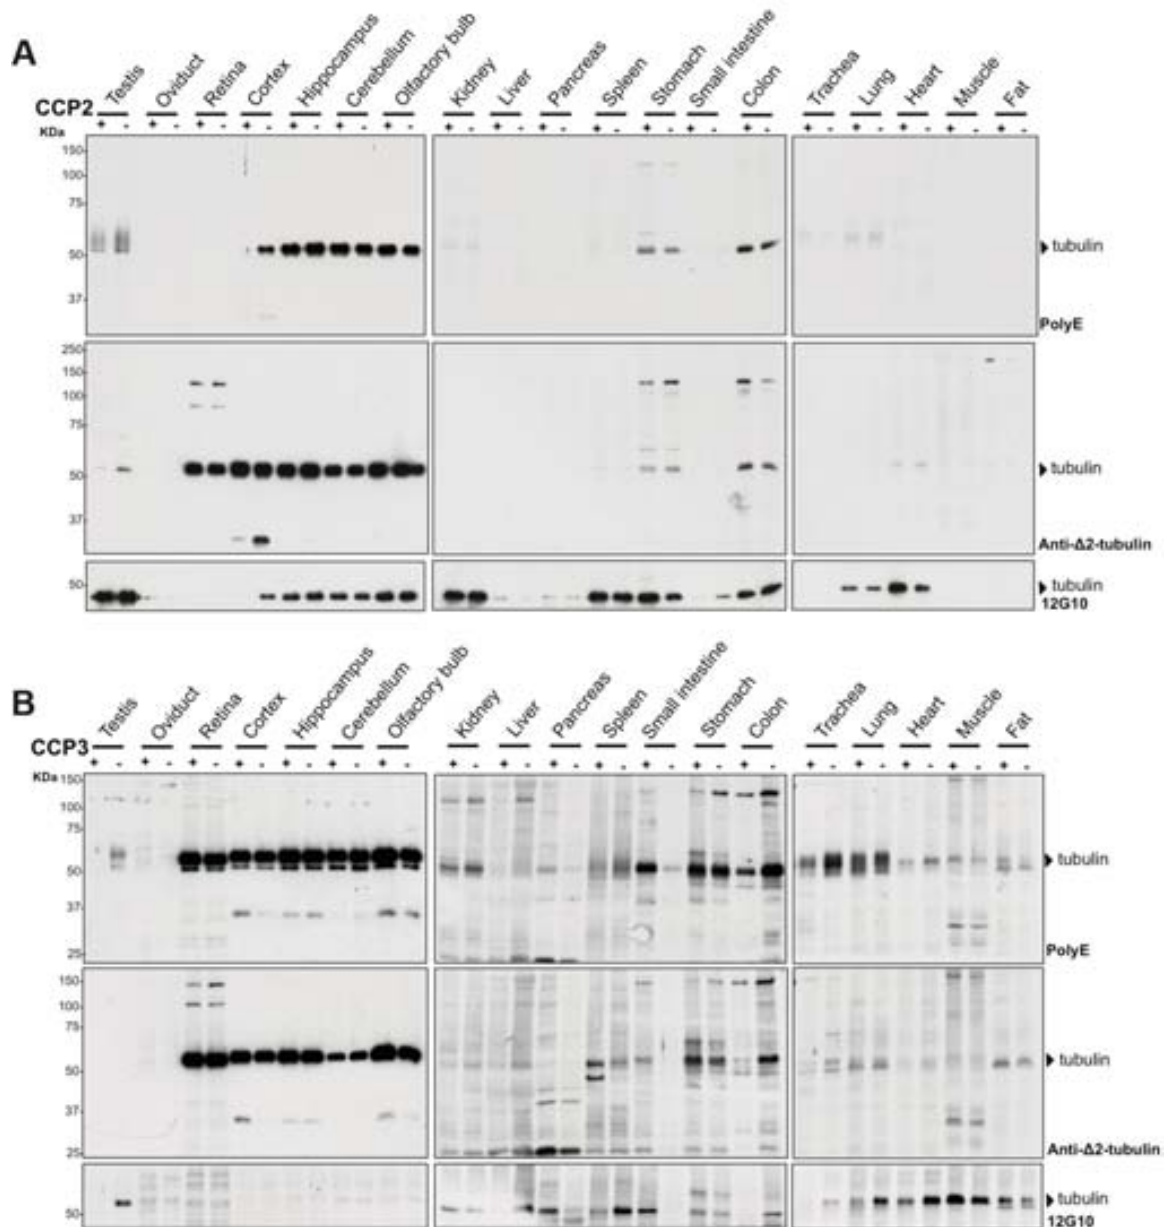 A
Testis Oviduct Retina Cortex Hippocampus Cerebellum Olfactory bulb Kidney Liver Pancreas Spleen Stomach Small intestine Colon Trachea Lung Heart Muscle Fat
CCP2 + - + - + - + - + - + - + - + - + - + - + - + - + - + - + - + - + - + - + -
KDa
150
100
75
50 tubulin
37
PolyE
250
150
100
75
50 tubulin
37
Anti-Δ2-tubulin
50 tubulin
12G10
B
Testis Oviduct Retina Cortex Hippocampus Cerebellum Olfactory bulb Kidney Liver Pancreas Spleen Small intestine Stomach Colon Trachea Lung Heart Muscle Fat
CCP3 + - + - + - + - + - + - + - + - + - + - + - + - + - + - + - + - + - + - + -
KDa
150
100
75
tubulin
50
37
PolyE
25
150
100
75
tubulin
50
37
25 Anti-Δ2-tubulin
tubulin
50 12G10